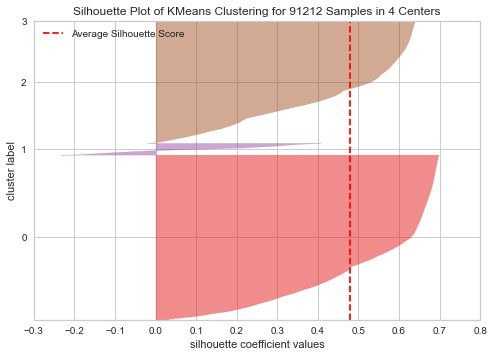 Silhouette Plot of KMeans Clustering for 91212 Samples in 4 Centers
Average Silhouette Score
3
2
1
0
cluster label
−0.3 −0.2 −0.1 0.0 0.1 0.2 0.3 0.4 0.5 0.6 0.7 0.8
silhouette coefficient values